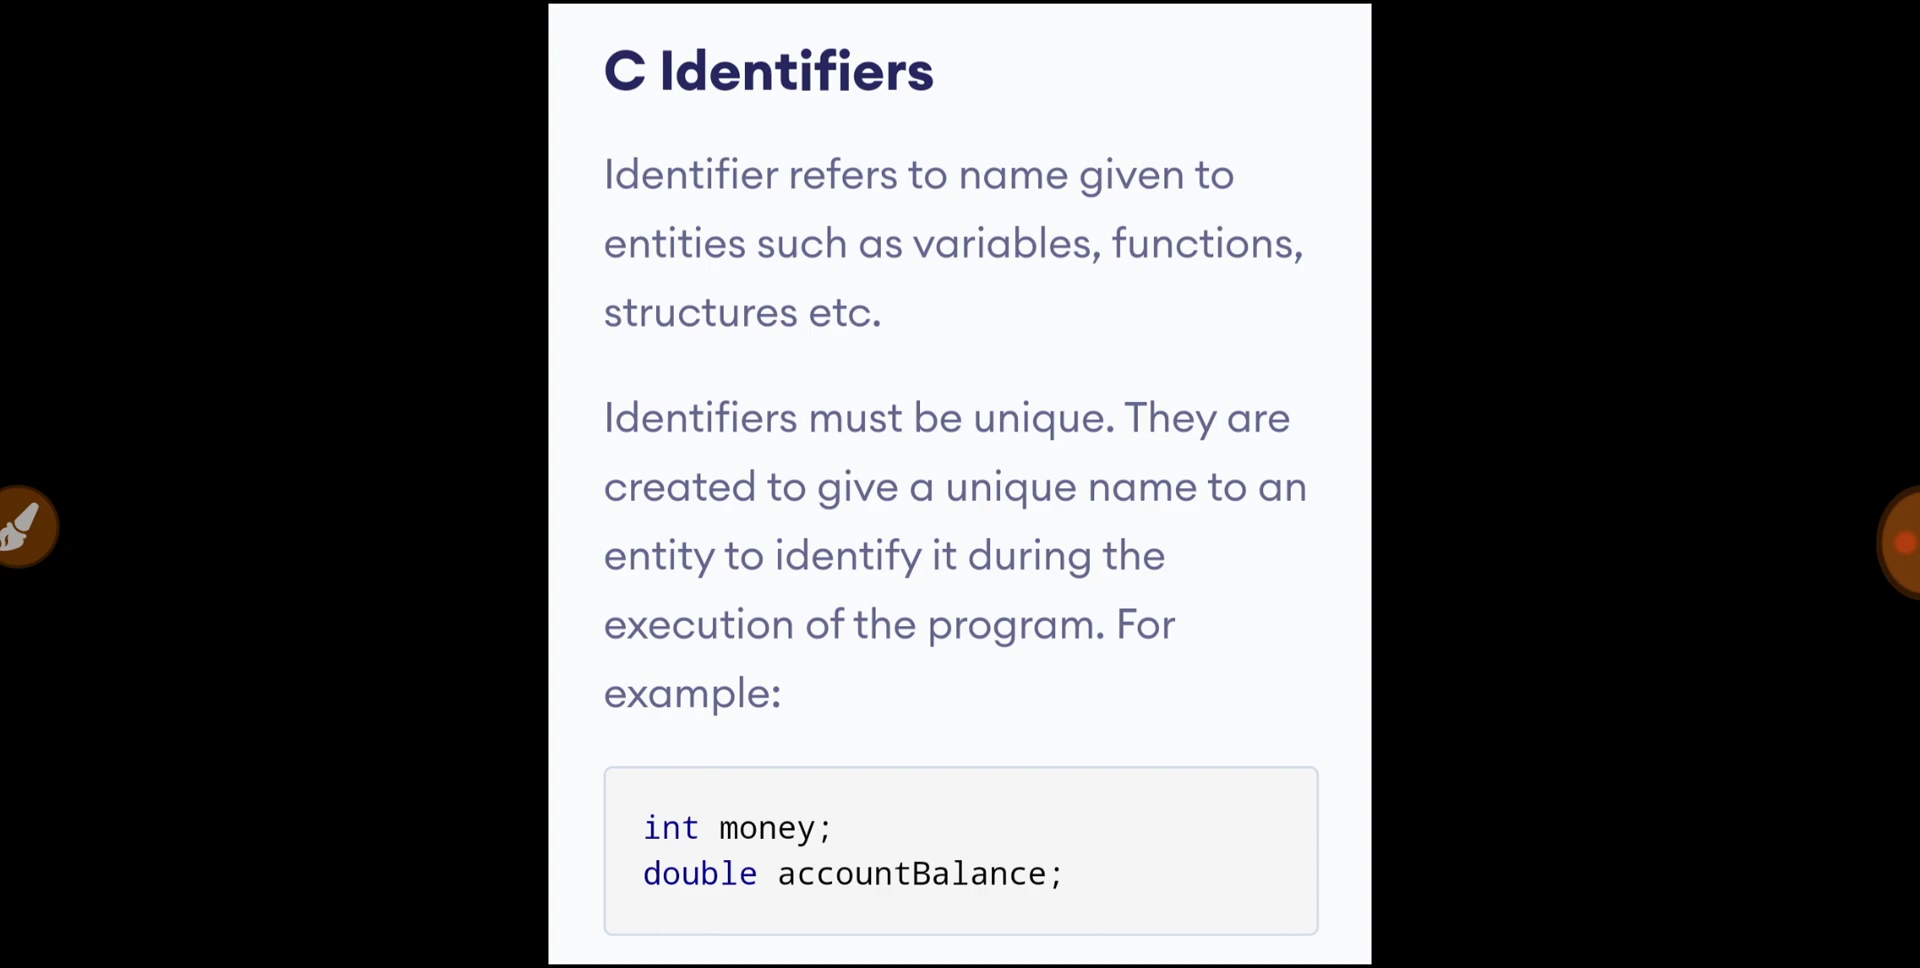 C Identifiers
Identifier refers to name given to
entities such as variables, functions,
structures etc.
Identifiers must be unique. They are
created to give a unique name to an
entity to identify it during the
execution of the program. For
example:
int money;
double accountBalance;